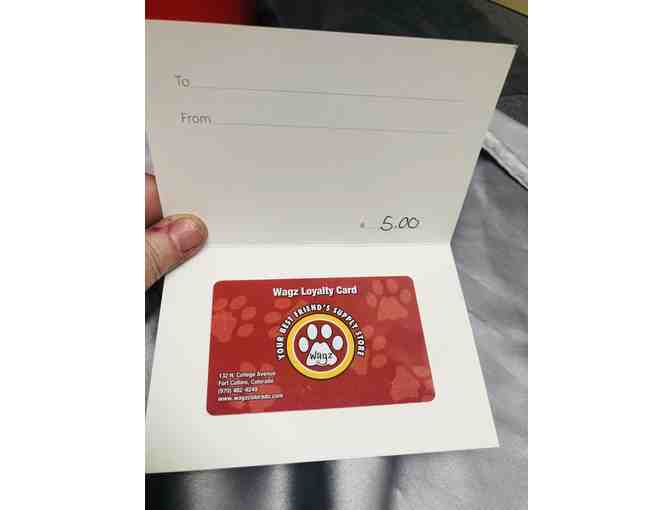 To
From
$ 5.00
Wagz Loyalty Card
YOUR BEST FRIEND'S SUPPLY STORE
Wagz
132 N. College Avenue
Fort Collins, Colorado
(970) 482-9249
www.wagzcolorado.com